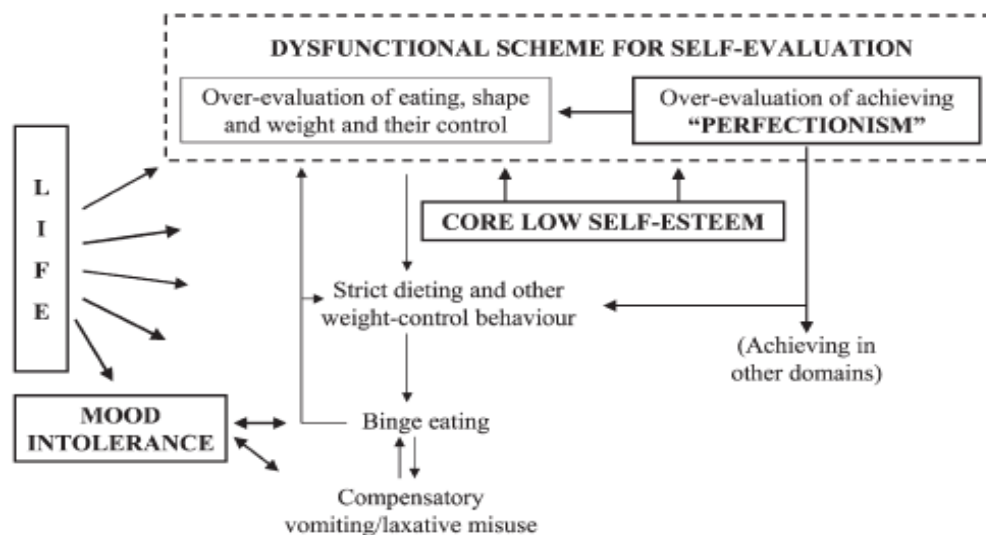 DYSFUNCTIONAL SCHEME FOR SELF-EVALUATION
Over-evaluation of eating, shape
and weight and their control
Over-evaluation of achieving
“PERFECTIONISM”
L
I
F
E
CORE LOW SELF-ESTEEM
Strict dieting and other
weight-control behaviour
(Achieving in
other domains)
MOOD
INTOLERANCE
Binge eating
Compensatory
vomiting/laxative misuse